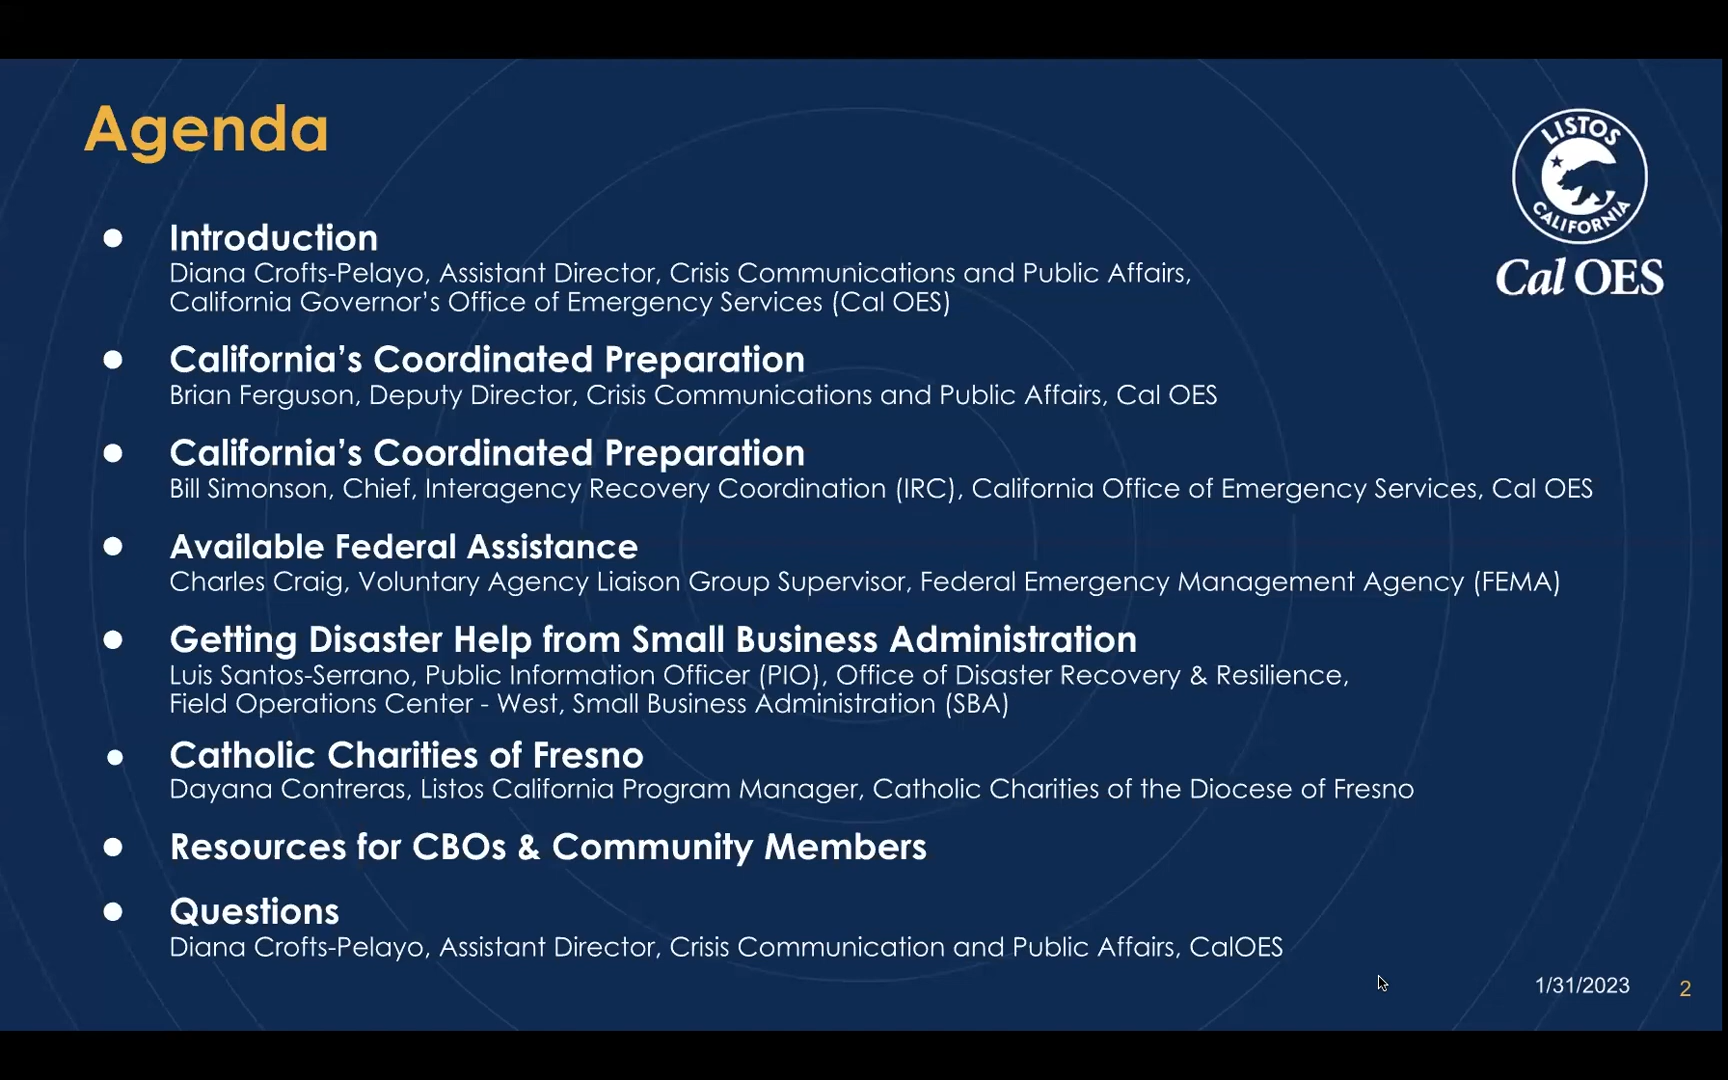 Agenda
LISTOS
CALIFORNIA
Cal OES
Introduction
Diana Crofts-Pelayo, Assistant Director, Crisis Communications and Public Affairs,
California Governor’s Office of Emergency Services (Cal OES)
California’s Coordinated Preparation
Brian Ferguson, Deputy Director, Crisis Communications and Public Affairs, Cal OES
California’s Coordinated Preparation
Bill Simonson, Chief, Interagency Recovery Coordination (IRC), California Office of Emergency Services, Cal OES
Available Federal Assistance
Charles Craig, Voluntary Agency Liaison Group Supervisor, Federal Emergency Management Agency (FEMA)
Getting Disaster Help from Small Business Administration
Luis Santos-Serrano, Public Information Officer (PIO), Office of Disaster Recovery & Resilience,
Field Operations Center - West, Small Business Administration (SBA)
Catholic Charities of Fresno
Dayana Contreras, Listos California Program Manager, Catholic Charities of the Diocese of Fresno
Resources for CBOs & Community Members
Questions
Diana Crofts-Pelayo, Assistant Director, Crisis Communication and Public Affairs, CalOES
1/31/2023
2